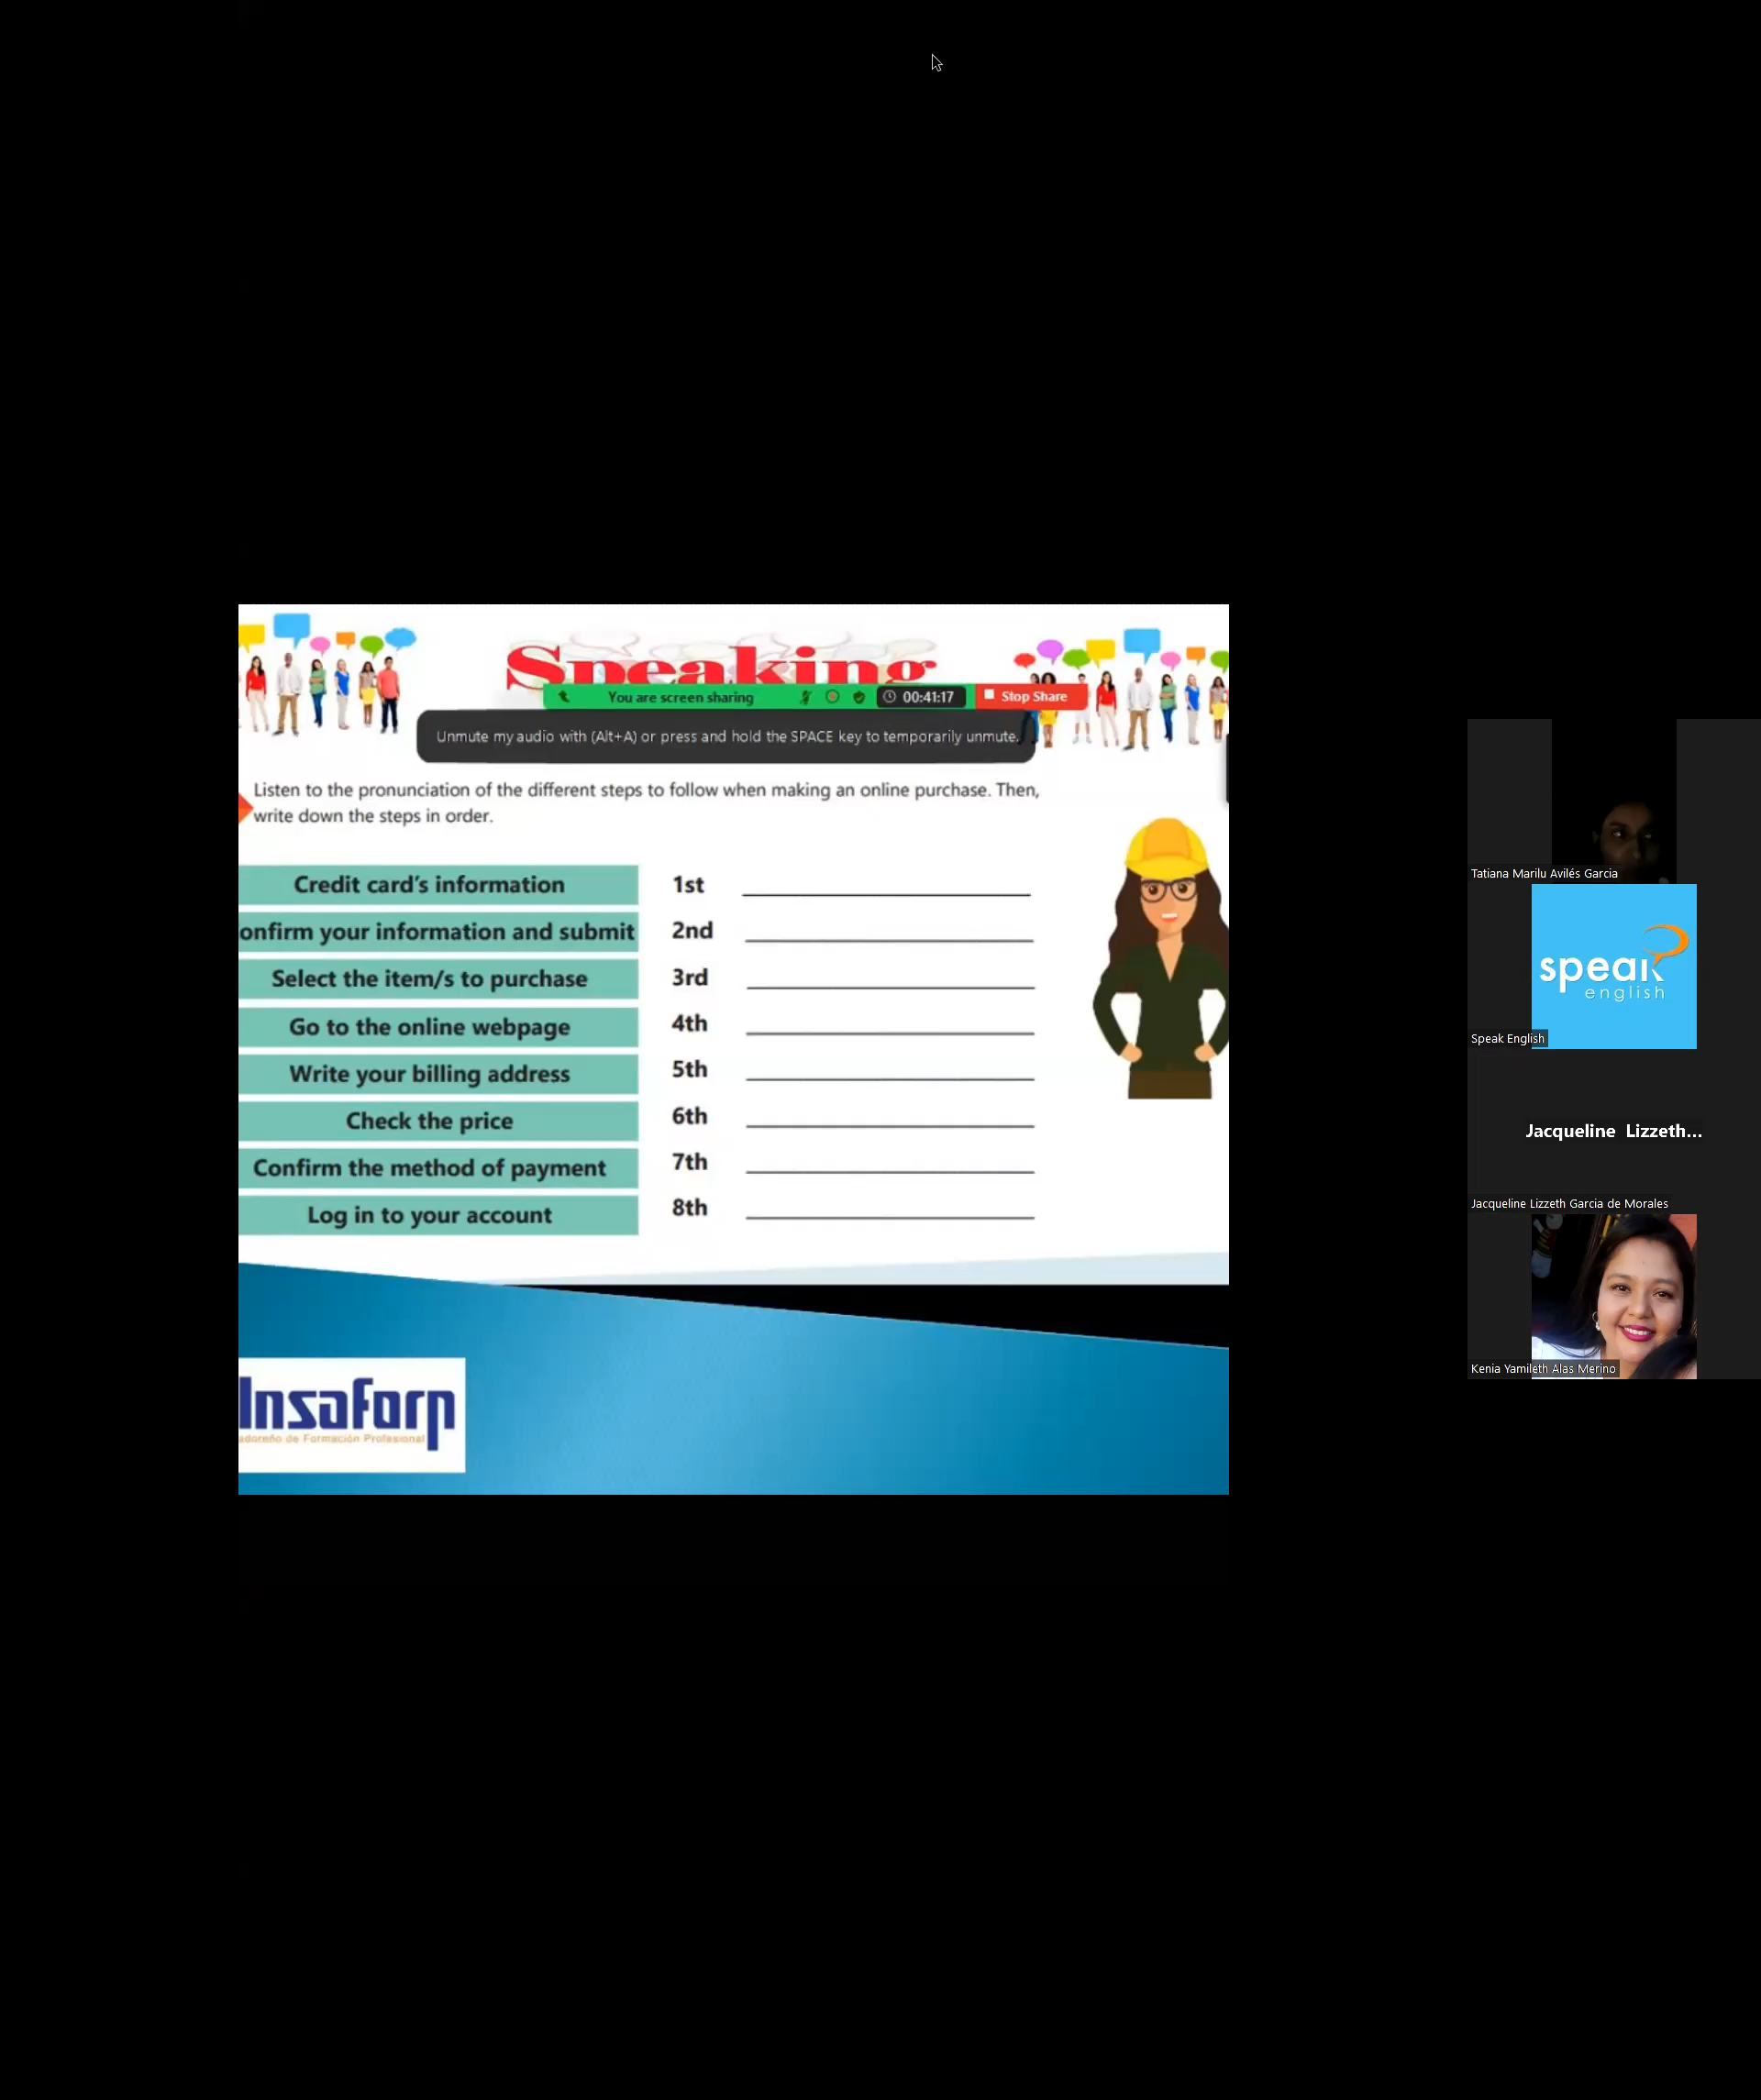 Speaking
You are screen sharing
00:41:17
Stop Share
Unmute my audio with (Alt+A) or press and hold the SPACE key to temporarily unmute.
Listen to the pronunciation of the different steps to follow when making an online purchase. Then,
write down the steps in order.
Credit card's information
onfirm your information and submit
Select the item/s to purchase
Go to the online webpage
Write your billing address
Check the price
Confirm the method of payment
Log in to your account
1st
2nd
3rd
4th
5th
6th
7th
8th
Insaforp
adoreño de Formación Profesional
Tatiana Marilu Avilés Garcia
speak
english
Speak English
Jacqueline Lizzeth...
Jacqueline Lizzeth Garcia de Morales
Kenia Yamileth Alas Merino